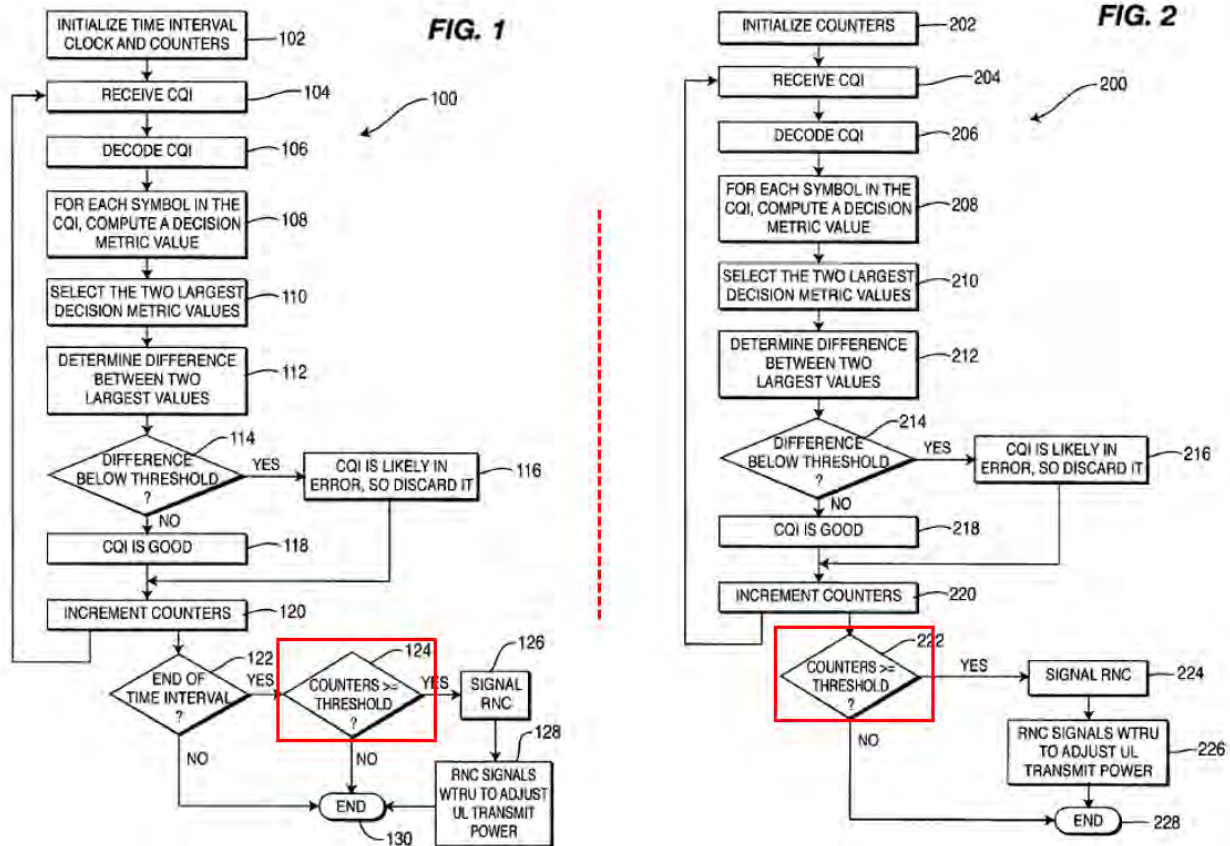 FIG. 1
INITIALIZE TIME INTERVAL
CLOCK AND COUNTERS
102
RECEIVE CQI
104
100
DECODE CQI
106
FOR EACH SYMBOL IN THE
CQI, COMPUTE A DECISION
METRIC VALUE
108
SELECT THE TWO LARGEST
DECISION METRIC VALUES
110
DETERMINE DIFFERENCE
BETWEEN TWO
LARGEST VALUES
112
114
DIFFERENCE
BELOW THRESHOLD
?
YES
CQI IS LIKELY IN
ERROR, SO DISCARD IT
116
NO
CQI IS GOOD
118
INCREMENT COUNTERS
120
122
END OF
TIME INTERVAL
?
YES
124
COUNTERS >=
THRESHOLD
?
YES
126
SIGNAL
RNC
NO
NO
128
RNC SIGNALS
WTRU TO ADJUST
UL TRANSMIT
POWER
END
130
FIG. 2
INITIALIZE COUNTERS
202
RECEIVE CQI
204
200
DECODE CQI
206
FOR EACH SYMBOL IN THE
CQI, COMPUTE A DECISION
METRIC VALUE
208
SELECT THE TWO LARGEST
DECISION METRIC VALUES
210
DETERMINE DIFFERENCE
BETWEEN TWO
LARGEST VALUES
212
214
DIFFERENCE
BELOW THRESHOLD
?
YES
CQI IS LIKELY IN
ERROR, SO DISCARD IT
216
NO
CQI IS GOOD
218
INCREMENT COUNTERS
220
222
COUNTERS >=
THRESHOLD
?
YES
SIGNAL RNC
224
NO
RNC SIGNALS WTRU
TO ADJUST UL
TRANSMIT POWER
226
END
228